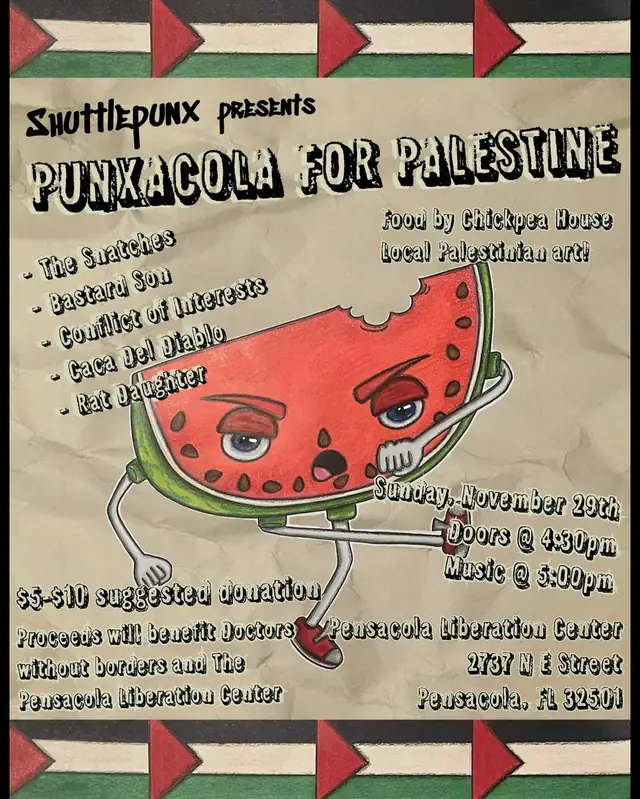 Shuttlepunx presents
PUNXACOLA FOR PALESTINE
Food by Chickpea House
Local Palestinian art!
- The Snatches
- Bastard Son
- Conflict of Interests
- Caca Del Diablo
- Rat Daughter
Sunday, November 29th
Doors @ 4:30pm
Music @ 5:00pm
$5-$10 suggested donation
Proceeds will benefit Doctors
without borders and The
Pensacola Liberation Center
Pensacola Liberation Center
2737 N E Street
Pensacola, FL 32501